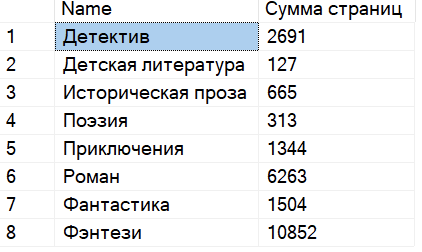 Name Сумма страниц
1 Детектив 2691
2 Детская литература 127
3 Историческая проза 665
4 Поэзия 313
5 Приключения 1344
6 Роман 6263
7 Фантастика 1504
8 Фэнтези 10852